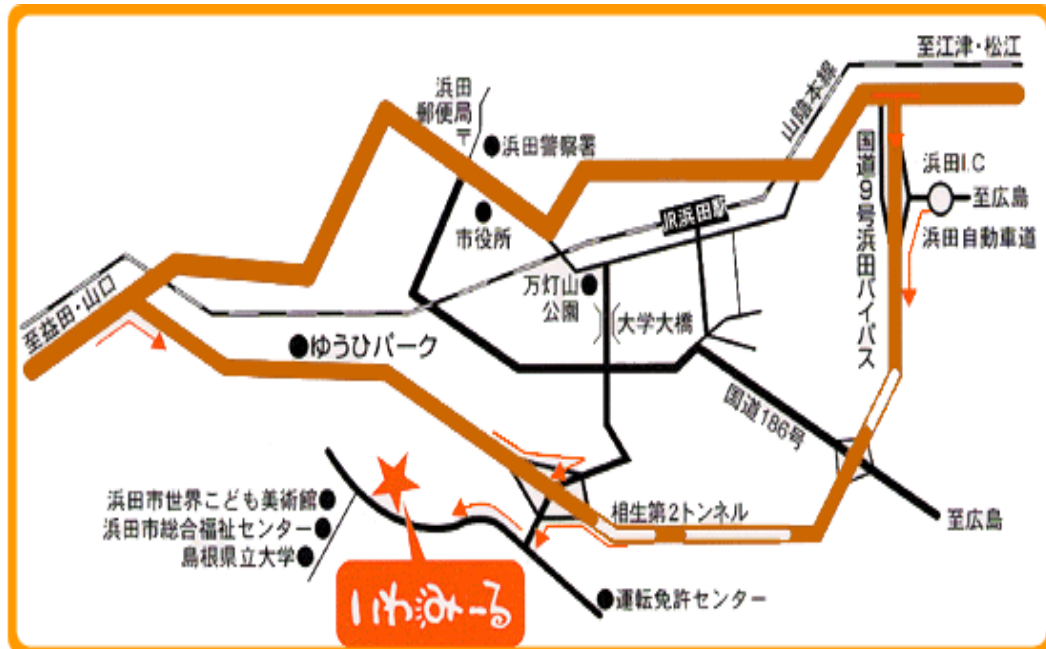 至江津・松江
浜田
郵便局
〒
浜田警察署
山陰本線
国道9号浜田バイパス
浜田I.C
至広島
浜田自動車道
市役所
JR浜田駅
万灯山
公園
大学大橋
至益田・山口
ゆうひパーク
国道186号
浜田市世界こども美術館
浜田市総合福祉センター
島根県立大学
相生第2トンネル
至広島
いわみーる
運転免許センター